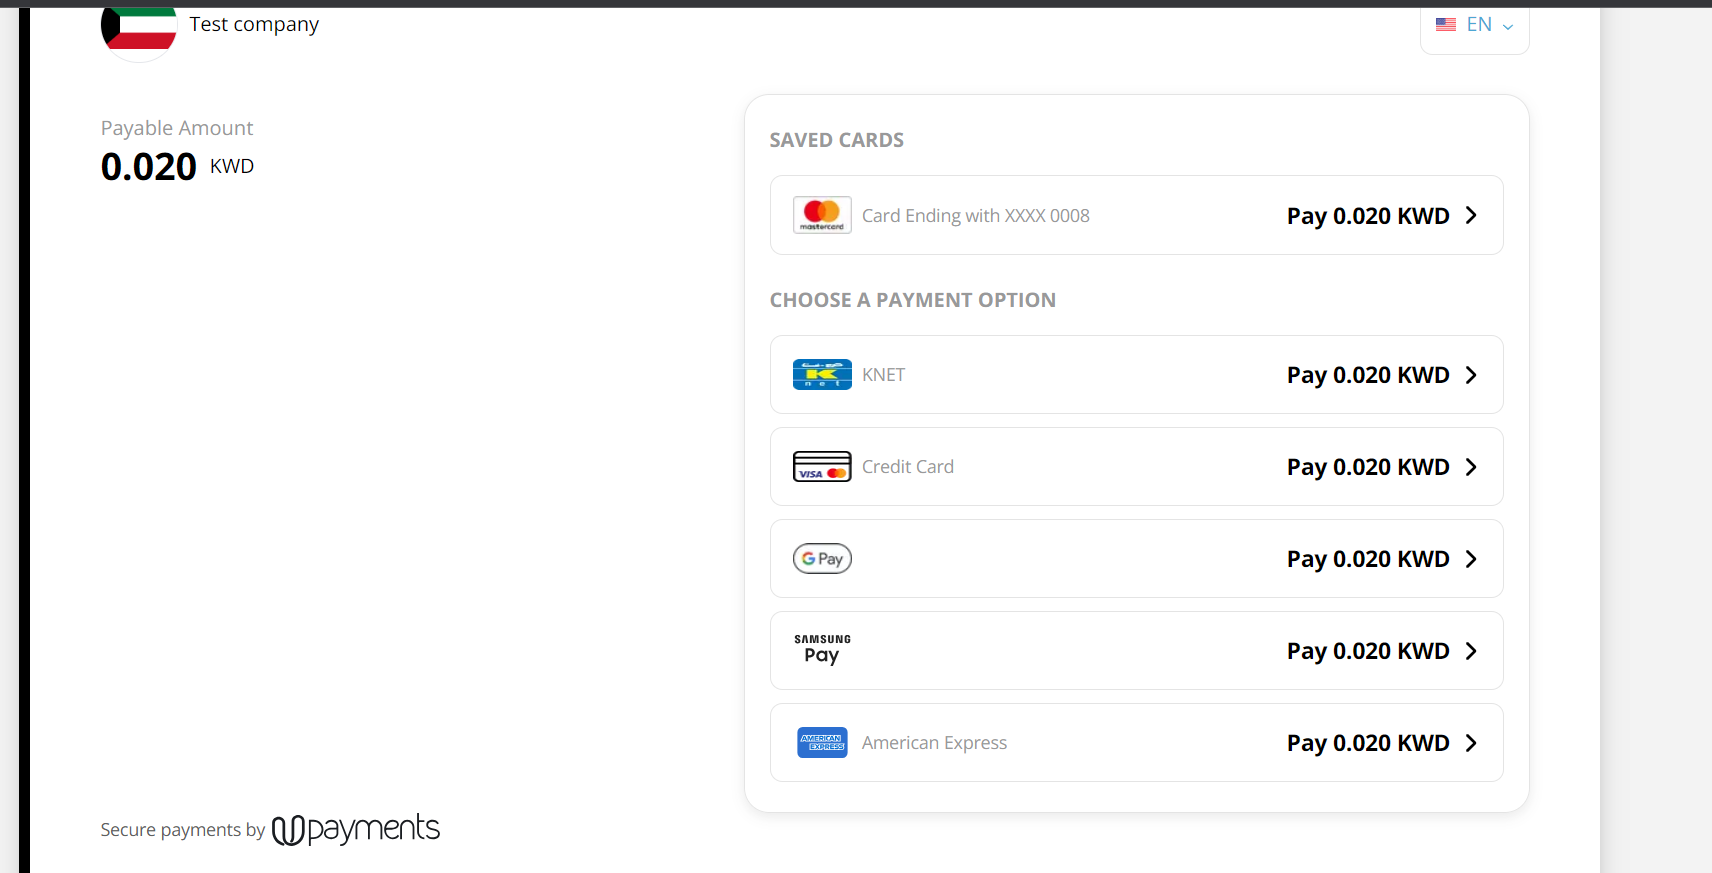 Test company
EN
Payable Amount
0.020 KWD
SAVED CARDS
mastercard Card Ending with XXXX 0008 Pay 0.020 KWD
CHOOSE A PAYMENT OPTION
K net KNET Pay 0.020 KWD
VISA Credit Card Pay 0.020 KWD
G Pay Pay 0.020 KWD
SAMSUNG
Pay Pay 0.020 KWD
AMERICAN
EXPRESS American Express Pay 0.020 KWD
Secure payments by Upayments